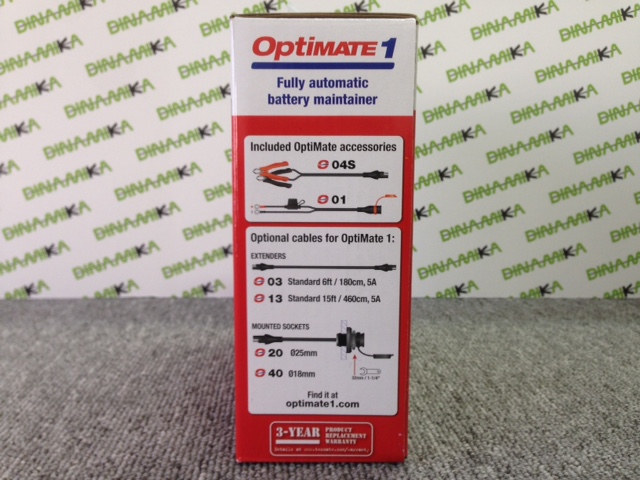 OptiMATE 1
Fully automatic
battery maintainer
Included OptiMate accessories
04S
01
Optional cables for OptiMate 1:
EXTENDERS
03 Standard 6ft / 180cm, 5A
13 Standard 15ft / 460cm, 5A
MOUNTED SOCKETS
20 Ø25mm
40 Ø18mm
Find it at
optimate1.com
3-YEAR
PRODUCT
REPLACEMENT
WARRANTY
DINAMIKA